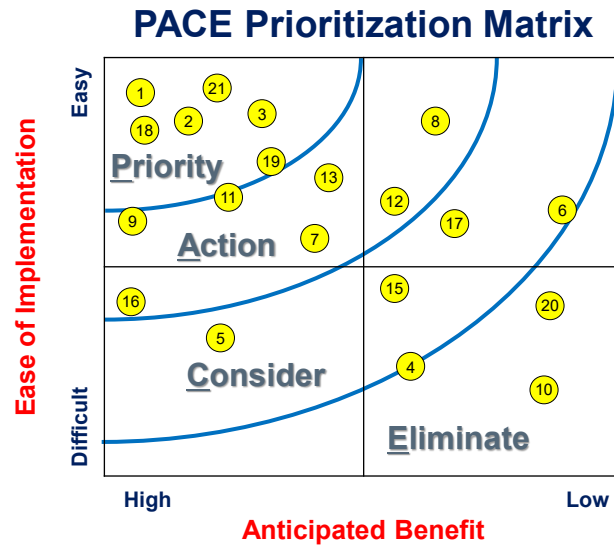 PACE Prioritization Matrix
Easy
Difficult
Ease of Implementation
1
21
2
3
18
8
19
Priority
13
11
12
6
9
17
7
Action
15
16
20
5
4
Consider
10
Eliminate
High
Low
Anticipated Benefit